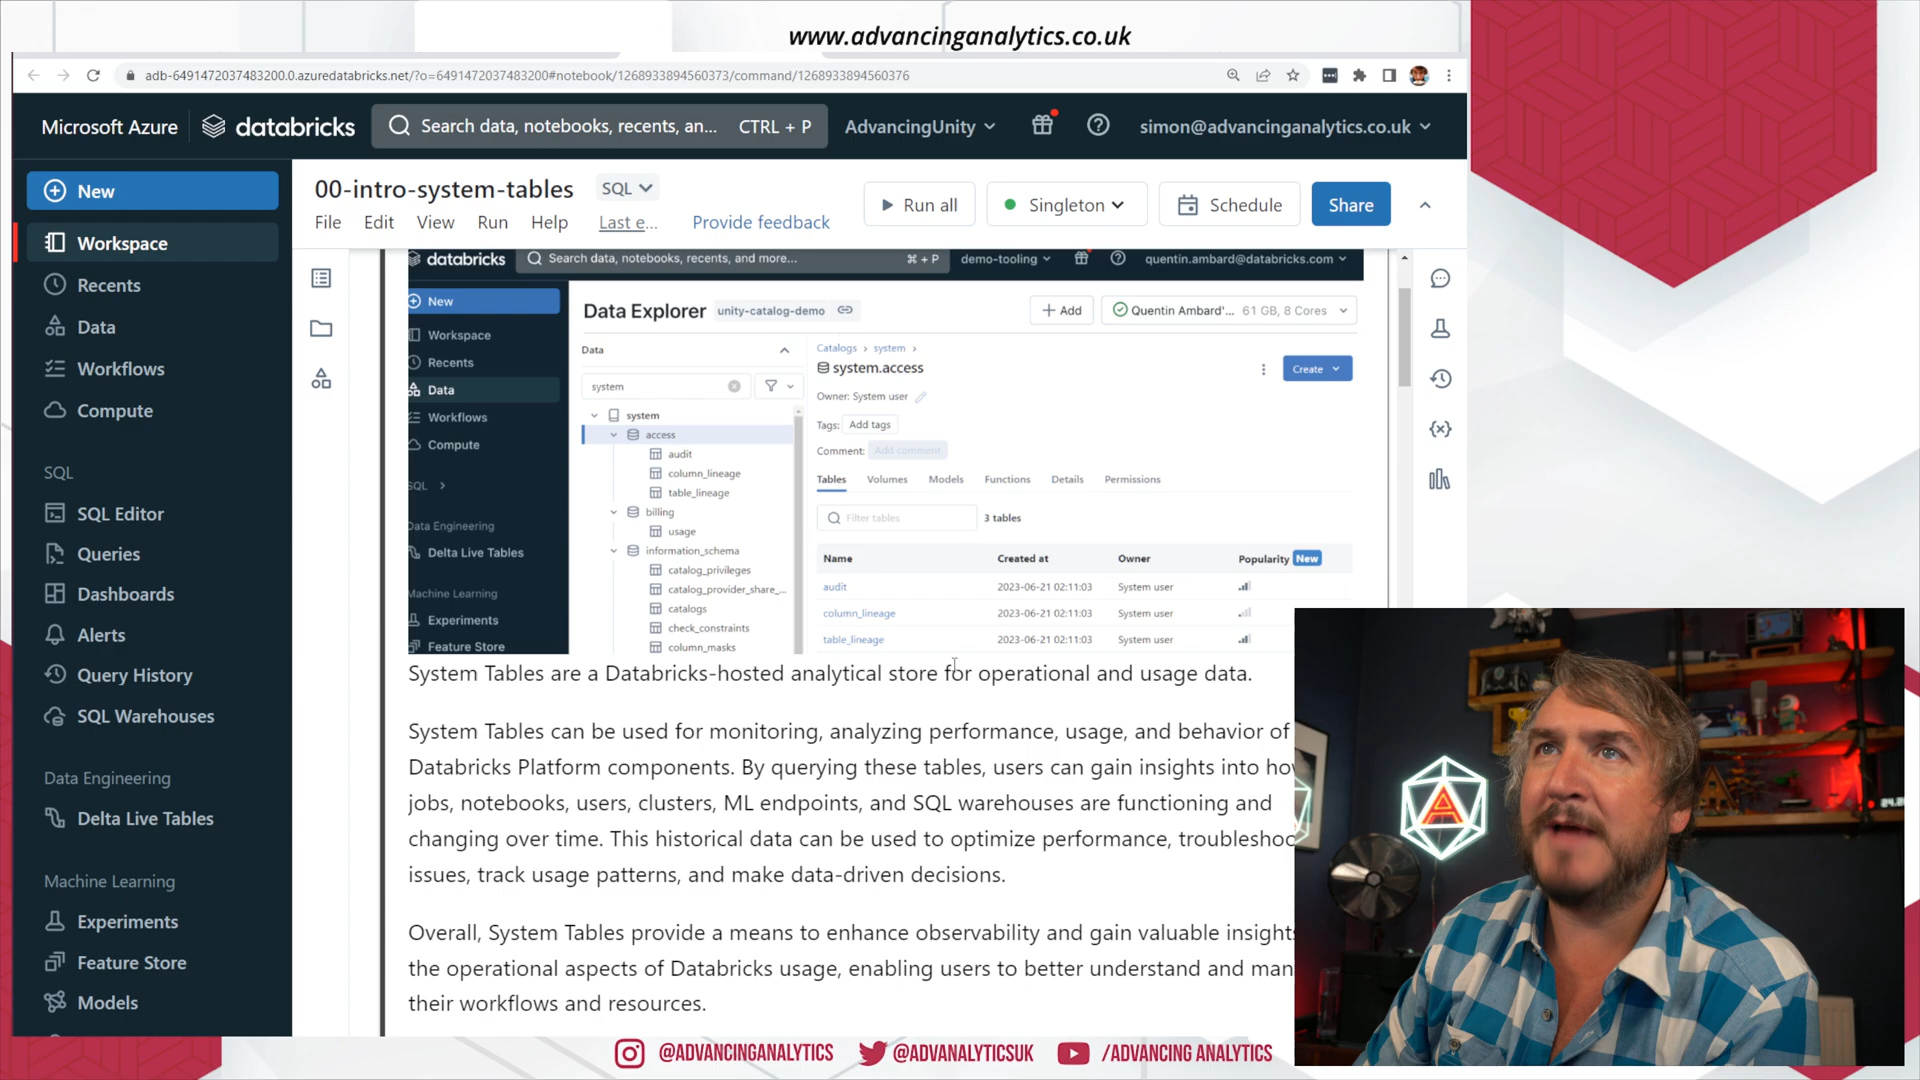 www.advancinganalytics.co.uk
adb-6491472037483200.0.azuredatabricks.net/?o=6491472037483200#notebook/1268933894560373/command/1268933894560376
Microsoft Azure databricks Search data, notebooks, recents, an... CTRL + P AdvancingUnity simon@advancinganalytics.co.uk
New
Workspace
Recents
Data
Workflows
Compute
SQL
SQL Editor
Queries
Dashboards
Alerts
Query History
SQL Warehouses
Data Engineering
Delta Live Tables
Machine Learning
Experiments
Feature Store
Models
00-intro-system-tables SQL
File Edit View Run Help Last e... Provide feedback
Run all Singleton Schedule Share
databricks Search data, notebooks, recents, and more... ⌘ + P demo-tooling quentin.ambard@databricks.com
New
Workspace
Recents
Data
Workflows
Compute
SQL
Data Engineering
Delta Live Tables
Machine Learning
Experiments
Feature Store
Data Explorer unity-catalog-demo + Add Quentin Ambard'... 61 GB, 8 Cores
Data
system
system
access
audit
column_lineage
table_lineage
billing
usage
information_schema
catalog_privileges
catalog_provider_share_...
catalogs
check_constraints
column_masks
Catalogs > system >
system.access Create
Owner: System user
Tags: Add tags
Comment: Add comment
Tables Volumes Models Functions Details Permissions
Filter tables 3 tables
Name Created at Owner Popularity New
audit 2023-06-21 02:11:03 System user
column_lineage 2023-06-21 02:11:03 System user
table_lineage 2023-06-21 02:11:03 System user
System Tables are a Databricks-hosted analytical store for operational and usage data.
System Tables can be used for monitoring, analyzing performance, usage, and behavior of
Databricks Platform components. By querying these tables, users can gain insights into how
jobs, notebooks, users, clusters, ML endpoints, and SQL warehouses are functioning and
changing over time. This historical data can be used to optimize performance, troubleshoo
issues, track usage patterns, and make data-driven decisions.
Overall, System Tables provide a means to enhance observability and gain valuable insights
the operational aspects of Databricks usage, enabling users to better understand and man
their workflows and resources.
@ADVANCINGANALYTICS @ADVANALYTICSUK /ADVANCING ANALYTICS